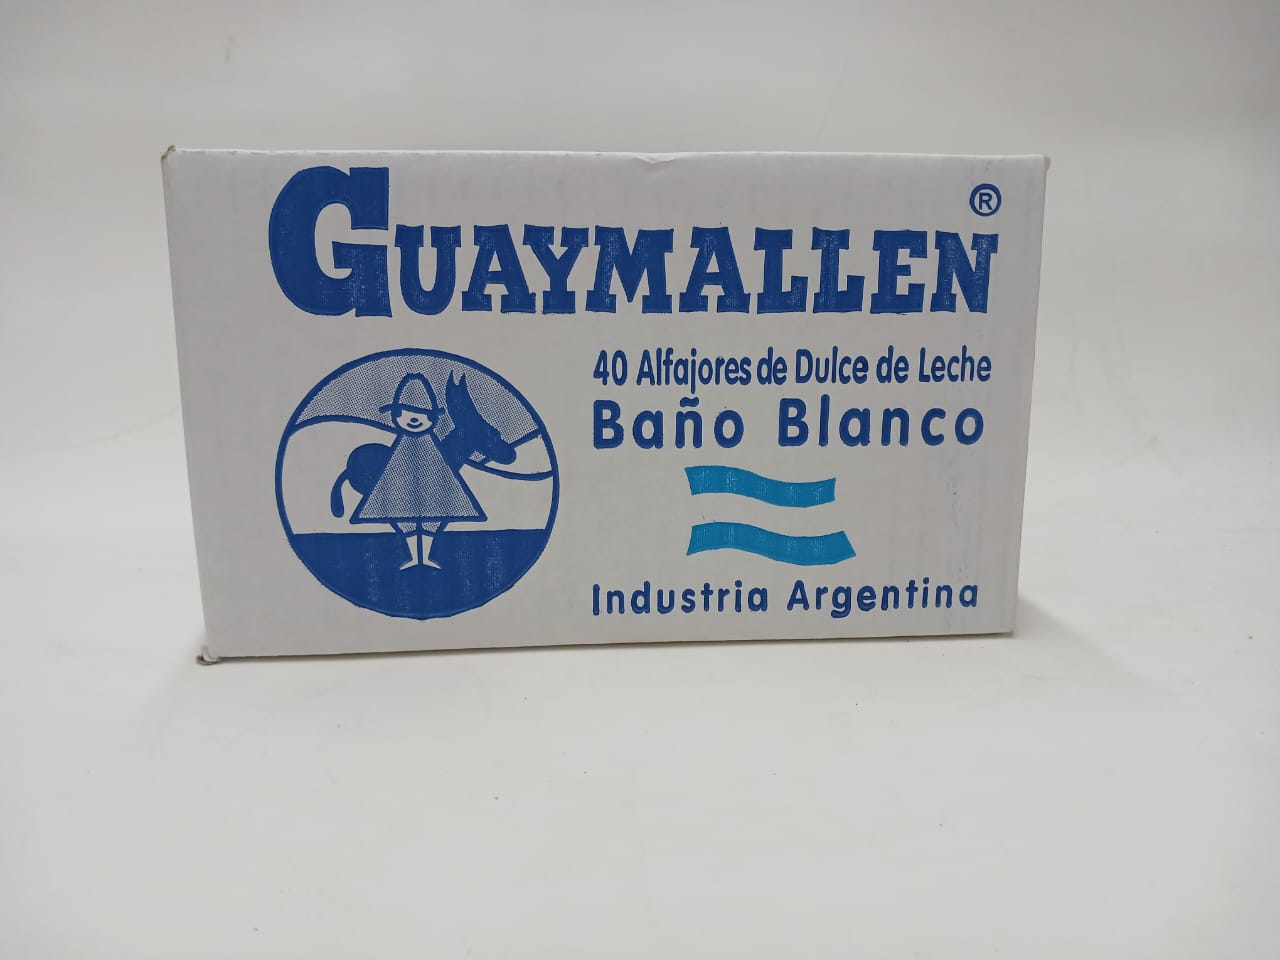 GUAYMALLEN ®
40 Alfajores de Dulce de Leche
Baño Blanco
Industria Argentina